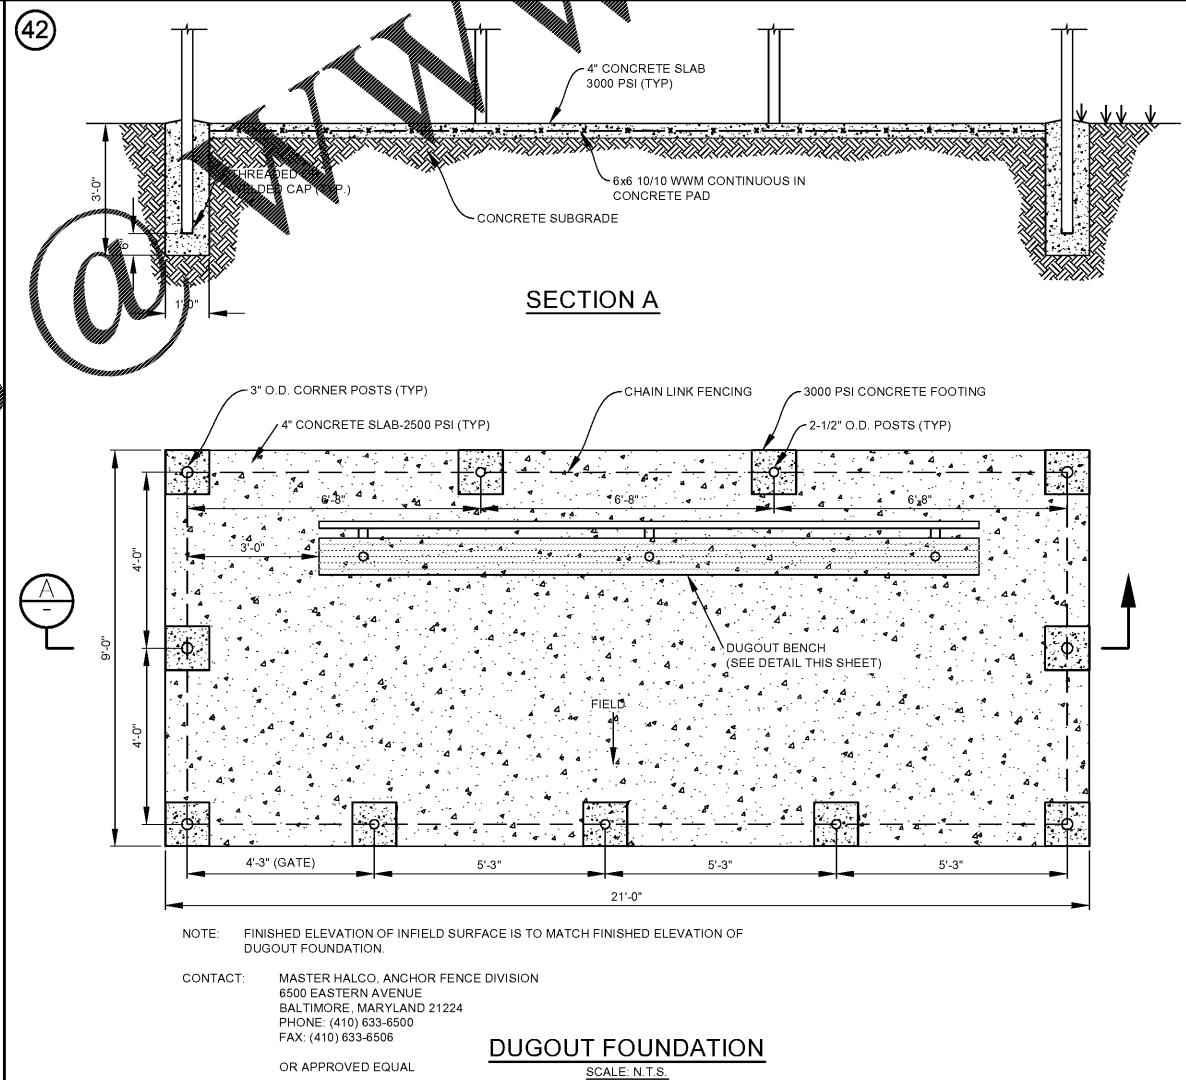 42
@WWW
4" CONCRETE SLAB
3000 PSI (TYP)
THREADED
WELDED CAP (TYP.)
6x6 10/10 WWM CONTINUOUS IN
CONCRETE PAD
CONCRETE SUBGRADE
3'-0"
6"
1'-0"
SECTION A
3" O.D. CORNER POSTS (TYP)
CHAIN LINK FENCING
3000 PSI CONCRETE FOOTING
4" CONCRETE SLAB-2500 PSI (TYP)
2-1/2" O.D. POSTS (TYP)
6'-8"
6'-8"
6'-8"
3'-0"
4'-0"
A
-
9'-0"
DUGOUT BENCH
(SEE DETAIL THIS SHEET)
4'-0"
FIELD
4'-3" (GATE)
5'-3"
5'-3"
5'-3"
21'-0"
NOTE: FINISHED ELEVATION OF INFIELD SURFACE IS TO MATCH FINISHED ELEVATION OF
DUGOUT FOUNDATION.
CONTACT: MASTER HALCO, ANCHOR FENCE DIVISION
6500 EASTERN AVENUE
BALTIMORE, MARYLAND 21224
PHONE: (410) 633-6500
FAX: (410) 633-6506
OR APPROVED EQUAL
DUGOUT FOUNDATION
SCALE: N.T.S.